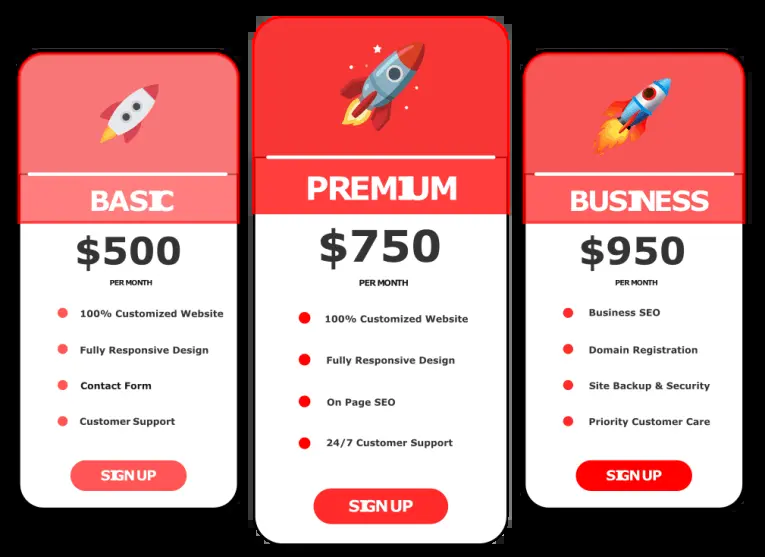 BASIC
$500
PER MONTH
100% Customized Website
Fully Responsive Design
Contact Form
Customer Support
SIGN UP
PREMIUM
$750
PER MONTH
100% Customized Website
Fully Responsive Design
On Page SEO
24/7 Customer Support
SIGN UP
BUSINESS
$950
PER MONTH
Business SEO
Domain Registration
Site Backup & Security
Priority Customer Care
SIGN UP